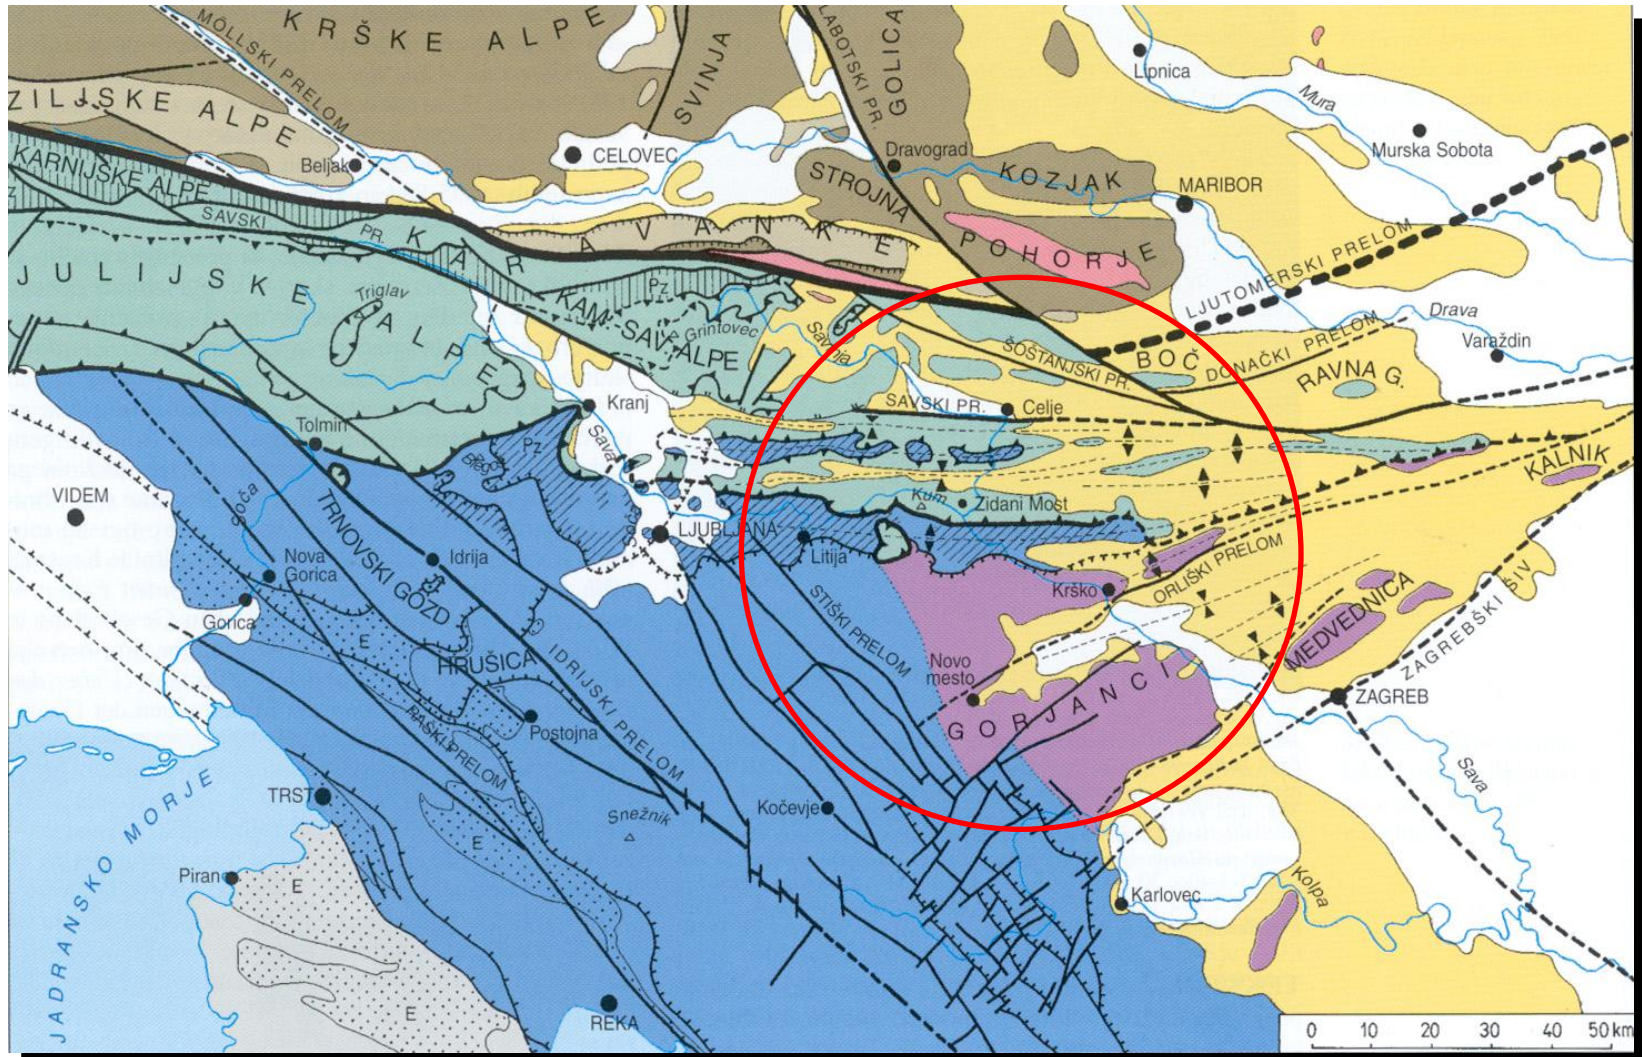 KRŠKE ALPE
MÖLLSKI PRELOM
SVINJA
LABOTSKI PR.
GOLICA
Lipnica
Mura
ZILJSKE ALPE
Murska Sobota
Beljak
CELOVEC
Dravograd
KARNIJSKE ALPE
STROJNA
KOZJAK
MARIBOR
SAVSKI
PR.
KARAVANKE
POHORJE
LJUTOMERSKI PRELOM
JULIJSKE
ALPE
Triglav
Pz
KAM.-SAV. ALPE
Grintovec
Savinja
ŠOŠTANJSKI PR.
BOČ
DONAČKI PRELOM
Drava
Varaždin
RAVNA G.
Kranj
SAVSKI PR.
Celje
Tolmin
Sava
Pz
KALNIK
VIDEM
Soča
Kum
Zidani Most
LJUBLJANA
Litija
TRNOVSKI GOZD
Idrija
Nova
Gorica
Gorica
ORLIŠKI PRELOM
Krško
STIŠKI PRELOM
MEDVEDNICA
ZAGREBŠKI ŠIV
E
HRUŠICA
IDRIJSKI PRELOM
Novo
mesto
GORJANCI
ZAGREB
RAŠKI PRELOM
Postojna
Sava
TRST
Snežnik
Kočevje
E
JADRANSKO MORJE
Piran
E
Karlovec
Kolpa
E
REKA
0 10 20 30 40 50 km